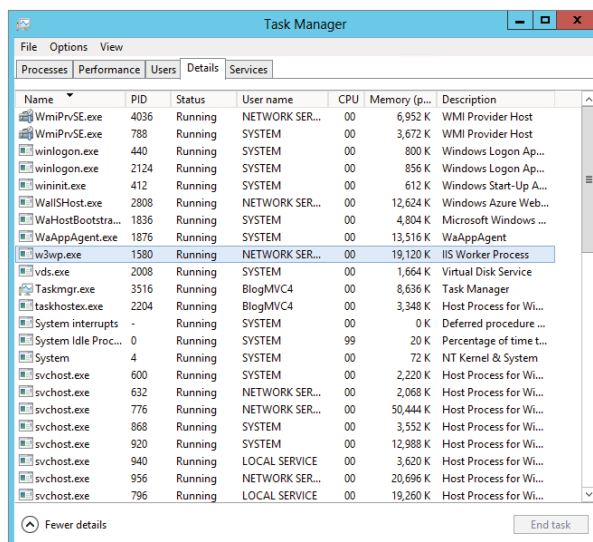 Task Manager
File Options View
Processes Performance Users Details Services
Name PID Status User name CPU Memory (p... Description
WmiPrvSE.exe 4036 Running NETWORK SER... 00 6,952 K WMI Provider Host
WmiPrvSE.exe 788 Running SYSTEM 00 3,672 K WMI Provider Host
winlogon.exe 440 Running SYSTEM 00 800 K Windows Logon Ap...
winlogon.exe 2124 Running SYSTEM 00 856 K Windows Logon Ap...
wininit.exe 412 Running SYSTEM 00 612 K Windows Start-Up A...
WaIISHost.exe 2808 Running NETWORK SER... 00 12,624 K Windows Azure Web...
WaHostBootstra... 1836 Running SYSTEM 00 4,804 K Microsoft Windows ...
WaAppAgent.exe 1876 Running SYSTEM 00 13,516 K WaAppAgent
w3wp.exe 1580 Running NETWORK SER... 00 19,120 K IIS Worker Process
vds.exe 2008 Running SYSTEM 00 1,664 K Virtual Disk Service
Taskmgr.exe 3516 Running BlogMVC4 00 8,636 K Task Manager
taskhostex.exe 2204 Running BlogMVC4 00 3,348 K Host Process for Wi...
System interrupts - Running SYSTEM 00 0 K Deferred procedure ...
System Idle Proc... 0 Running SYSTEM 99 20 K Percentage of time t...
System 4 Running SYSTEM 00 72 K NT Kernel & System
svchost.exe 600 Running SYSTEM 00 2,220 K Host Process for Wi...
svchost.exe 632 Running NETWORK SER... 00 2,068 K Host Process for Wi...
svchost.exe 776 Running NETWORK SER... 00 50,444 K Host Process for Wi...
svchost.exe 868 Running SYSTEM 00 3,552 K Host Process for Wi...
svchost.exe 920 Running SYSTEM 00 12,988 K Host Process for Wi...
svchost.exe 940 Running LOCAL SERVICE 00 3,620 K Host Process for Wi...
svchost.exe 956 Running NETWORK SER... 00 20,696 K Host Process for Wi...
svchost.exe 796 Running LOCAL SERVICE 00 19,260 K Host Process for Wi...
Fewer details End task